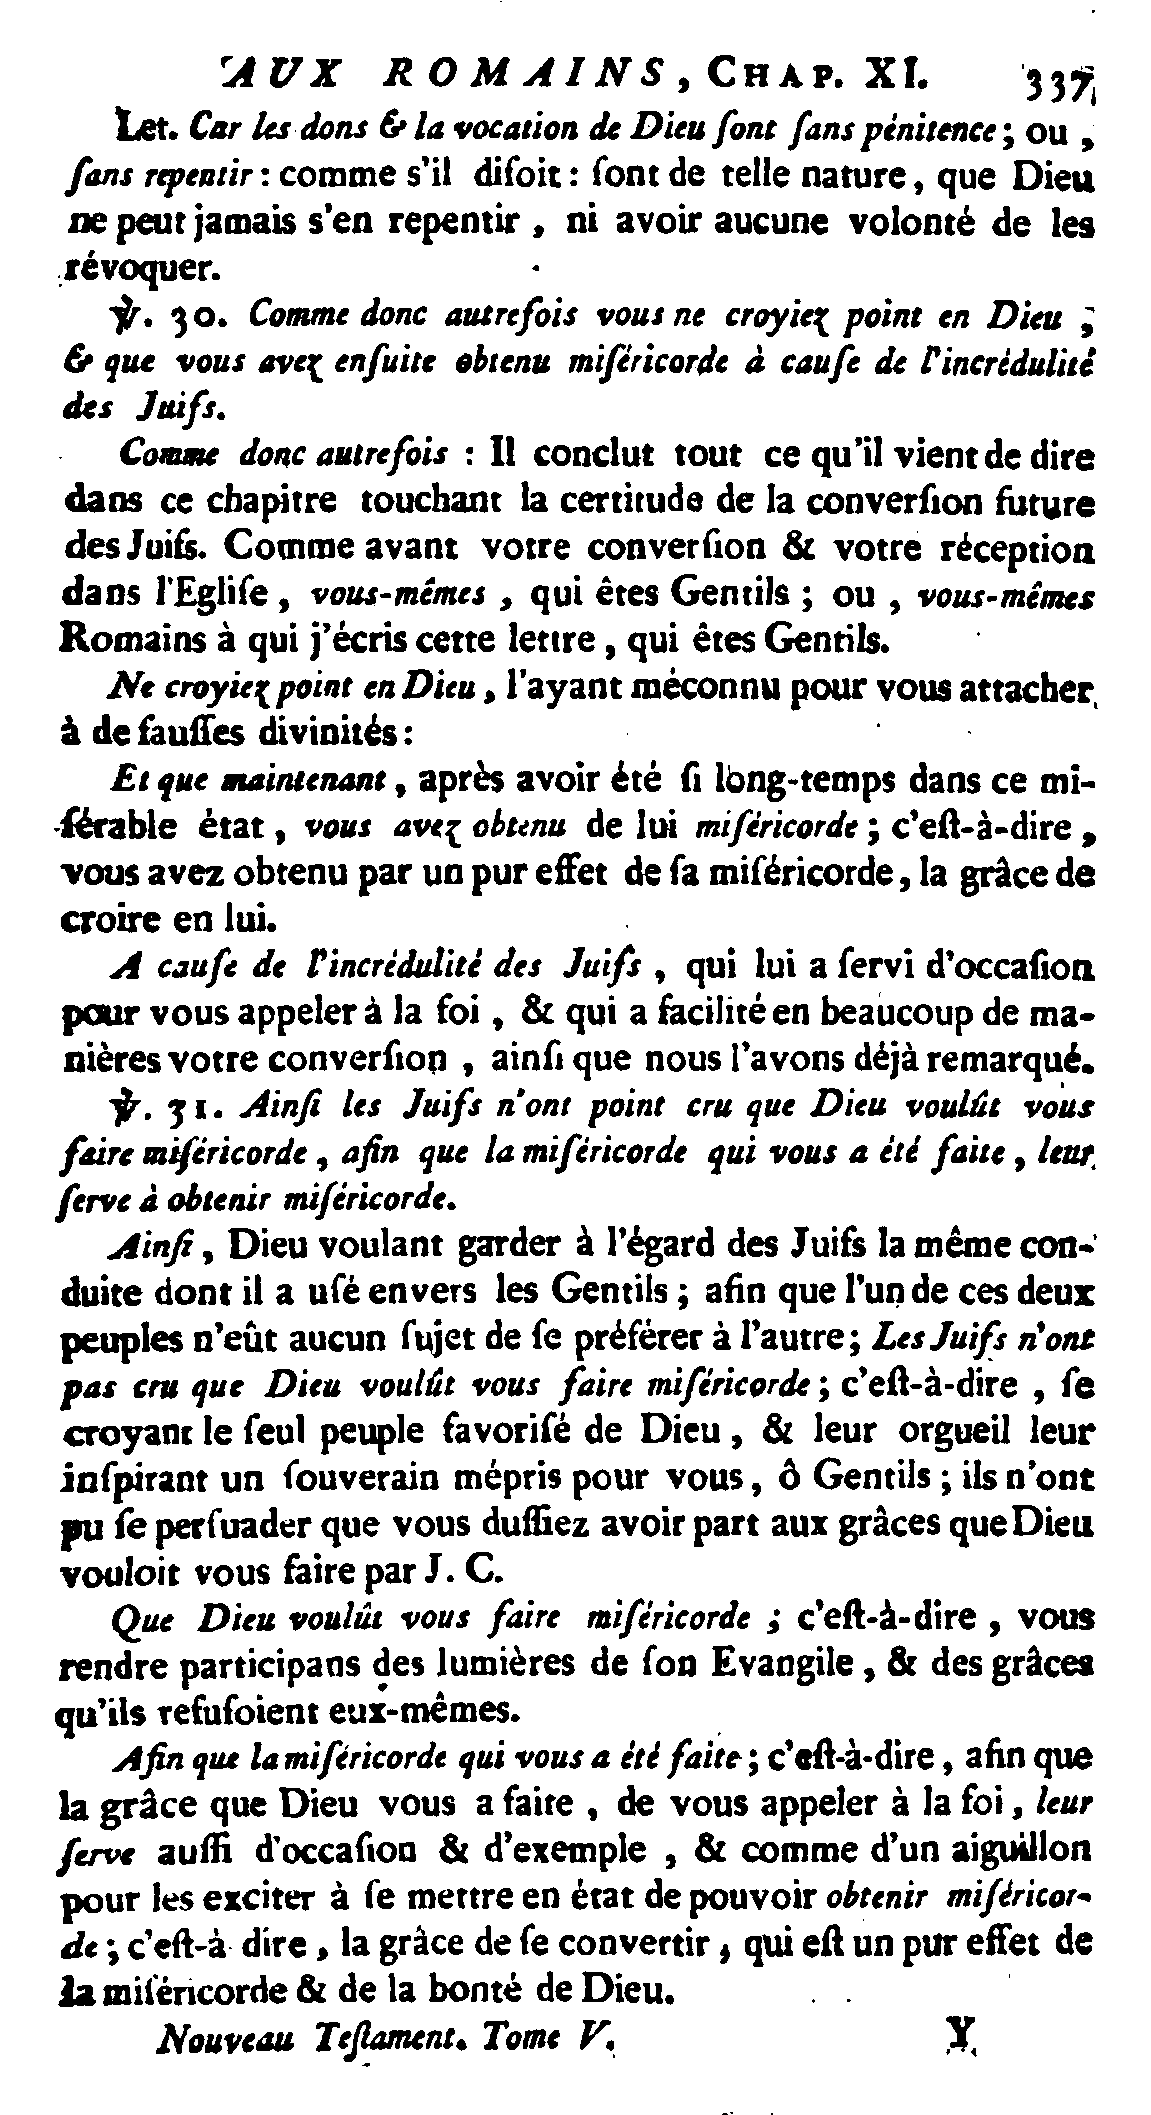 AUX ROMAINS, CHAP. XI. 337
Let. Car les dons & la vocation de Dieu ſont ſans pénitence ; ou ,
ſans repentir : comme s'il diſoit : ſont de telle nature, que Dieu
ne peut jamais s'en repentir , ni avoir aucune volonté de les
révoquer.
℣. 30. Comme donc autrefois vous ne croyiez point en Dieu ;
& que vous avez enſuite obtenu miſéricorde à cauſe de l'incrédulité
des Juifs.
Comme donc autrefois : Il conclut tout ce qu'il vient de dire
dans ce chapitre touchant la certitude de la converſion future
des Juifs. Comme avant votre converſion & votre réception
dans l'Egliſe , vous-mêmes , qui êtes Gentils ; ou , vous-mêmes
Romains à qui j'écris cette lettre , qui êtes Gentils.
Ne croyiez point en Dieu , l'ayant méconnu pour vous attacher
à de fauſſes divinités :
Et que maintenant , après avoir été ſi long-temps dans ce mi-
ſérable état , vous avez obtenu de lui miſéricorde ; c'eſt-à-dire ,
vous avez obtenu par un pur effet de ſa miſéricorde, la grâce de
croire en lui.
A cauſe de l'incrédulité des Juifs , qui lui a ſervi d'occaſion
pour vous appeler à la foi , & qui a facilité en beaucoup de ma-
nières votre converſion , ainſi que nous l'avons déjà remarqué.
℣. 31. Ainſi les Juifs n'ont point cru que Dieu voulût vous
faire miſéricorde , afin que la miſéricorde qui vous a été faite , leur
ſerve à obtenir miſéricorde.
Ainſi , Dieu voulant garder à l'égard des Juifs la même con-
duite dont il a uſé envers les Gentils ; afin que l'un de ces deux
peuples n'eût aucun ſujet de ſe préférer à l'autre ; Les Juifs n'ont
pas cru que Dieu voulût vous faire miſéricorde ; c'eſt-à-dire , ſe
croyant le ſeul peuple favoriſé de Dieu , & leur orgueil leur
inſpirant un ſouverain mépris pour vous, ô Gentils ; ils n'ont
pu ſe perſuader que vous duſſiez avoir part aux grâces que Dieu
vouloit vous faire par J. C.
Que Dieu voulût vous faire miſéricorde ; c'eſt-à-dire , vous
rendre participans des lumières de ſon Evangile , & des grâces
qu'ils refuſoient eux-mêmes.
Afin que la miſéricorde qui vous a été faite ; c'eſt-à-dire , afin que
la grâce que Dieu vous a faite , de vous appeler à la foi , leur
ſerve auſſi d'occaſion & d'exemple , & comme d'un aiguillon
pour les exciter à ſe mettre en état de pouvoir obtenir miſéricor-
de ; c'eſt-à dire , la grâce de ſe convertir , qui eſt un pur effet de
la miſéricorde & de la bonté de Dieu.
Nouveau Teſtament. Tome V. Y